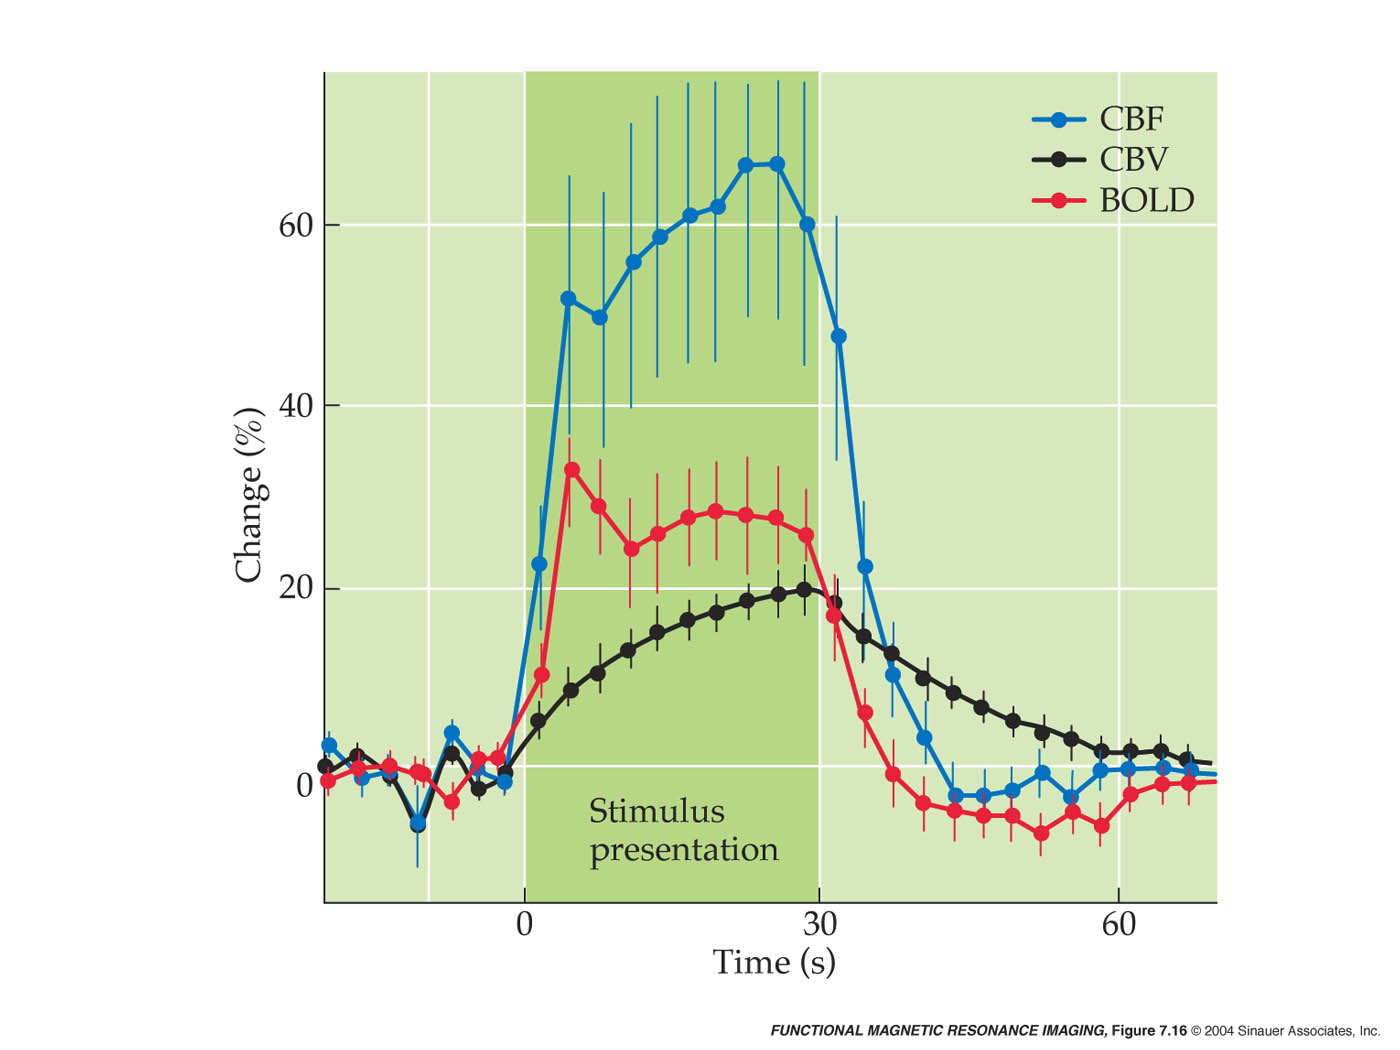 CBF
CBV
BOLD
60
40
20
0
Change (%)
Stimulus
presentation
0 30 60
Time (s)
FUNCTIONAL MAGNETIC RESONANCE IMAGING, Figure 7.16 © 2004 Sinauer Associates, Inc.